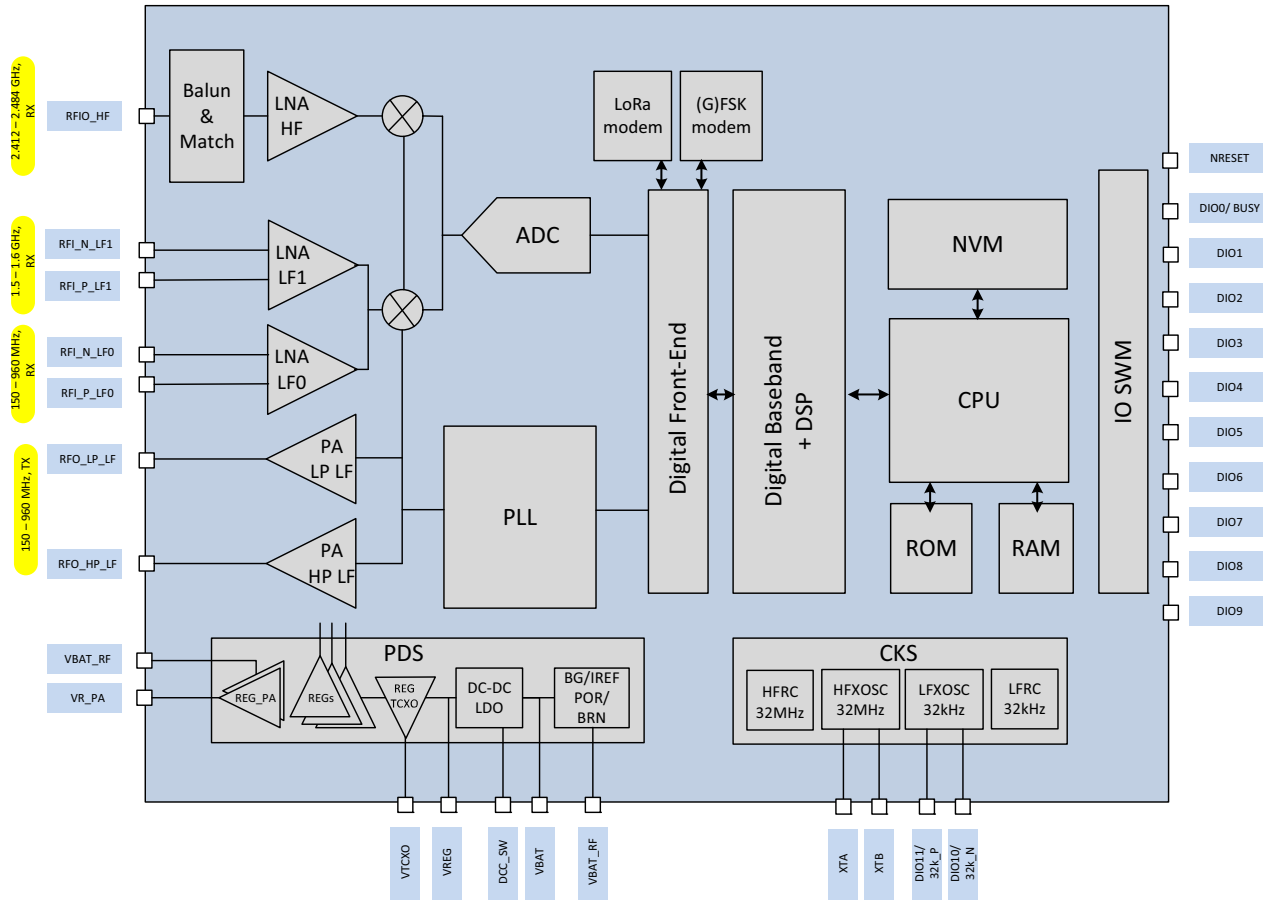 2.412 – 2.484 GHz,
RX
RFIO_HF
Balun
&
Match
LNA
HF
1.5 – 1.6 GHz,
RX
RFI_N_LF1
RFI_P_LF1
LNA
LF1
150 – 960 MHz,
RX
RFI_N_LF0
RFI_P_LF0
LNA
LF0
150 – 960 MHz, TX
RFO_LP_LF
RFO_HP_LF
PA
LP LF
PA
HP LF
ADC
PLL
LoRa
modem
(G)FSK
modem
Digital Front-End
Digital Baseband
+ DSP
NVM
CPU
ROM
RAM
IO SWM
NRESET
DIO0/ BUSY
DIO1
DIO2
DIO3
DIO4
DIO5
DIO6
DIO7
DIO8
DIO9
VBAT_RF
VR_PA
PDS
REG_PA
REGs
REG
TCXO
DC-DC
LDO
BG/IREF
POR/
BRN
CKS
HFRC
32MHz
HFXOSC
32MHz
LFXOSC
32kHz
LFRC
32kHz
VTCXO
VREG
DCC_SW
VBAT
VBAT_RF
XTA
XTB
DIO11/
32k_P
DIO10/
32k_N